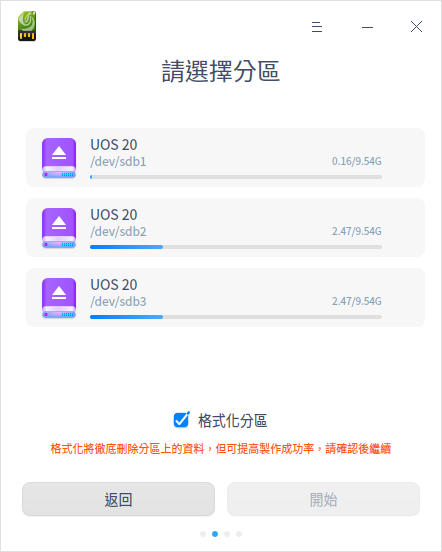 請選擇分區
UOS 20
/dev/sdb1
0.16/9.54G
UOS 20
/dev/sdb2
2.47/9.54G
UOS 20
/dev/sdb3
2.47/9.54G
格式化分區
格式化將徹底刪除分區上的資料，但可提高製作成功率，請確認後繼續
返回
開始